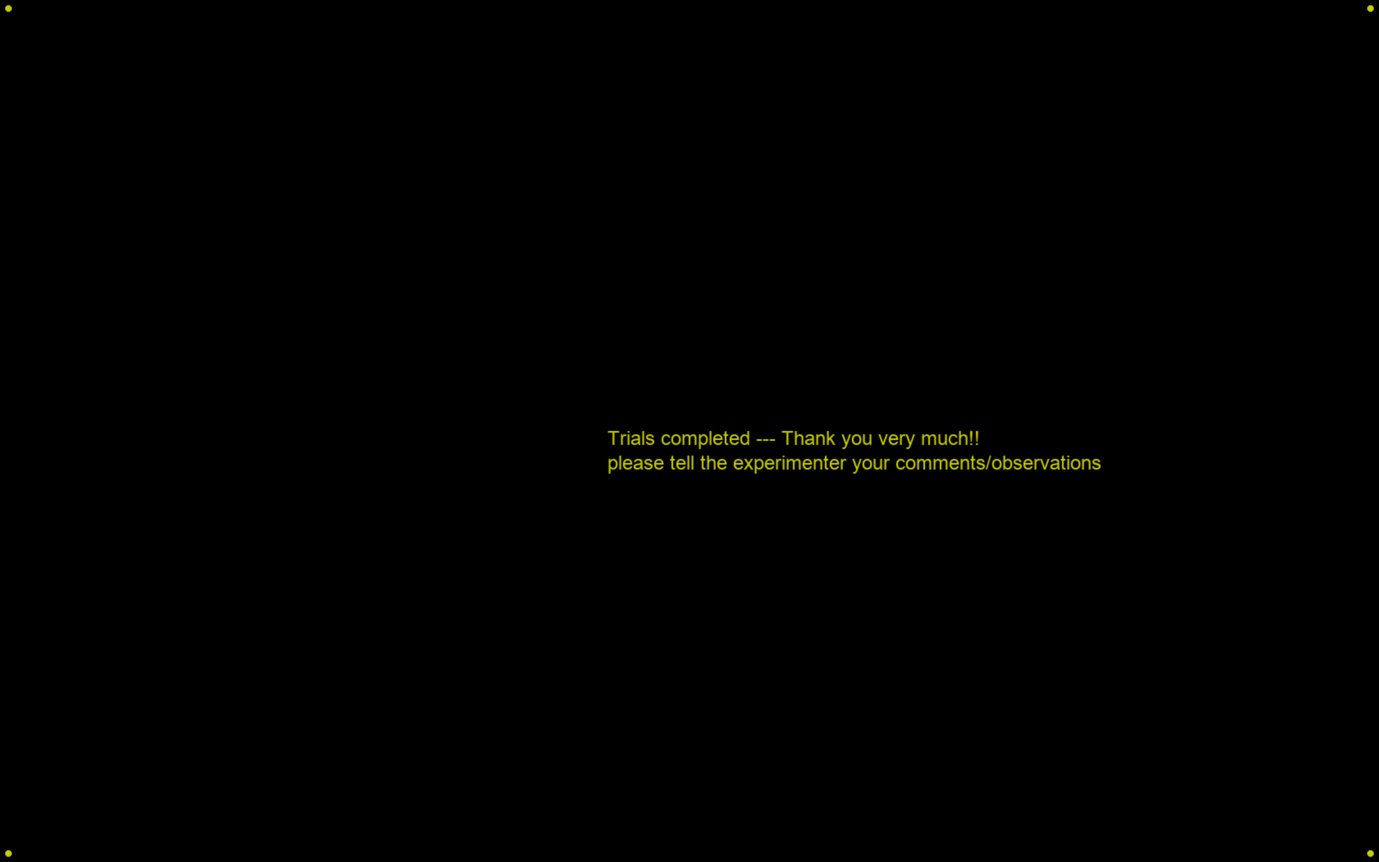 Trials completed --- Thank you very much!!
please tell the experimenter your comments/observations